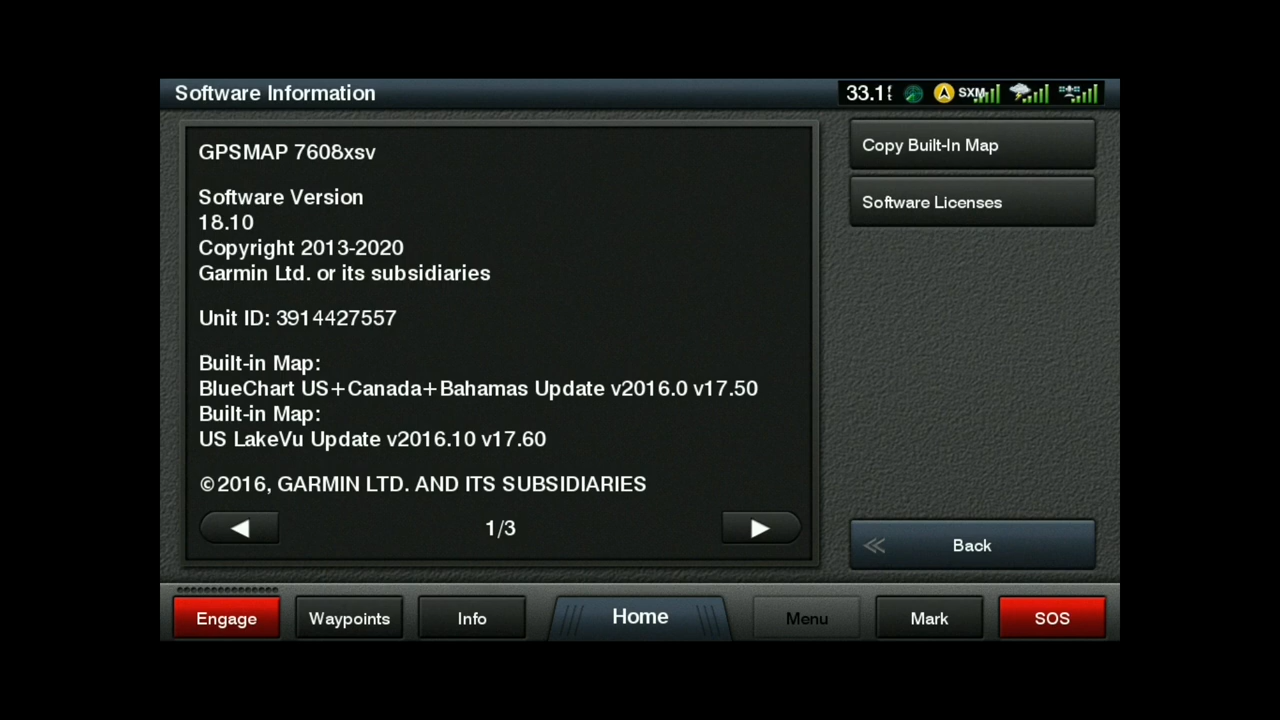 Software Information
33.1
SXM
GPSMAP 7608xsv
Software Version
18.10
Copyright 2013-2020
Garmin Ltd. or its subsidiaries
Unit ID: 3914427557
Built-in Map:
BlueChart US+Canada+Bahamas Update v2016.0 v17.50
Built-in Map:
US LakeVu Update v2016.10 v17.60
©2016, GARMIN LTD. AND ITS SUBSIDIARIES
1/3
Copy Built-In Map
Software Licenses
Back
Engage
Waypoints
Info
Home
Menu
Mark
SOS